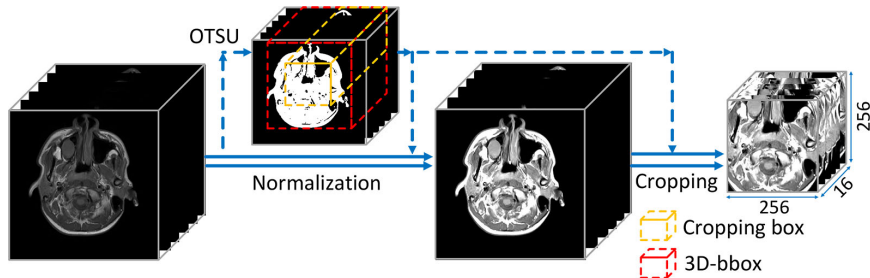 OTSU
Normalization
Cropping
256
16
256
Cropping box
3D-bbox